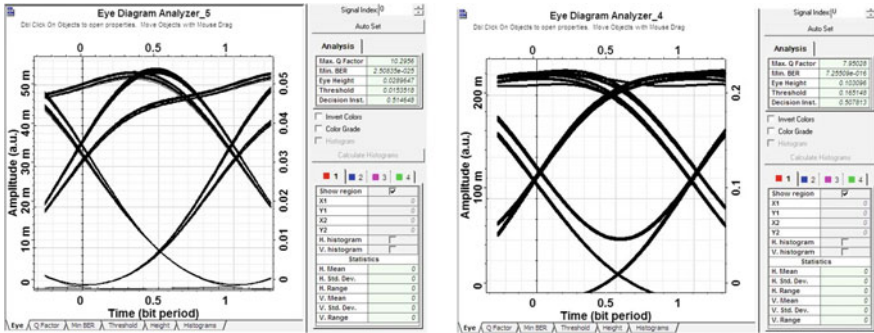 Eye Diagram Analyzer_5
Dbl Click On Objects to open properties. Move Objects with Mouse Drag
Amplitude (a.u.)
0 10 m 20 m 30 m 40 m 50 m
0 0.5 1
0 0.01 0.02 0.03 0.04 0.05
Time (bit period)
Eye Q Factor Min BER Threshold Height Histograms
Signal Index: 0
Auto Set
Analysis
Max. Q Factor 10.2956
Min. BER 2.50835e-025
Eye Height 0.0289647
Threshold 0.0153518
Decision Inst. 0.514648
Invert Colors
Color Grade
Histogram
Calculate Histograms
1 2 3 4
Show region
X1 0
Y1 0
X2 0
Y2 0
H. histogram
V. histogram
Statistics
H. Mean 0
H. Std. Dev. 0
H. Range 0
V. Mean 0
V. Std. Dev. 0
V. Range 0
Eye Diagram Analyzer_4
Dbl Click On Objects to open properties. Move Objects with Mouse Drag
Amplitude (a.u.)
0 100 m 200 m
0 0.5 1
0 0.1 0.2
Time (bit period)
Eye Q Factor Min BER Threshold Height Histograms
Signal Index: 0
Auto Set
Analysis
Max. Q Factor 7.95028
Min. BER 7.25509e-016
Eye Height 0.103096
Threshold 0.165148
Decision Inst. 0.507813
Invert Colors
Color Grade
Histogram
Calculate Histograms
1 2 3 4
Show region
X1 0
Y1 0
X2 0
Y2 0
H. histogram
V. histogram
Statistics
H. Mean 0
H. Std. Dev. 0
H. Range 0
V. Mean 0
V. Std. Dev. 0
V. Range 0